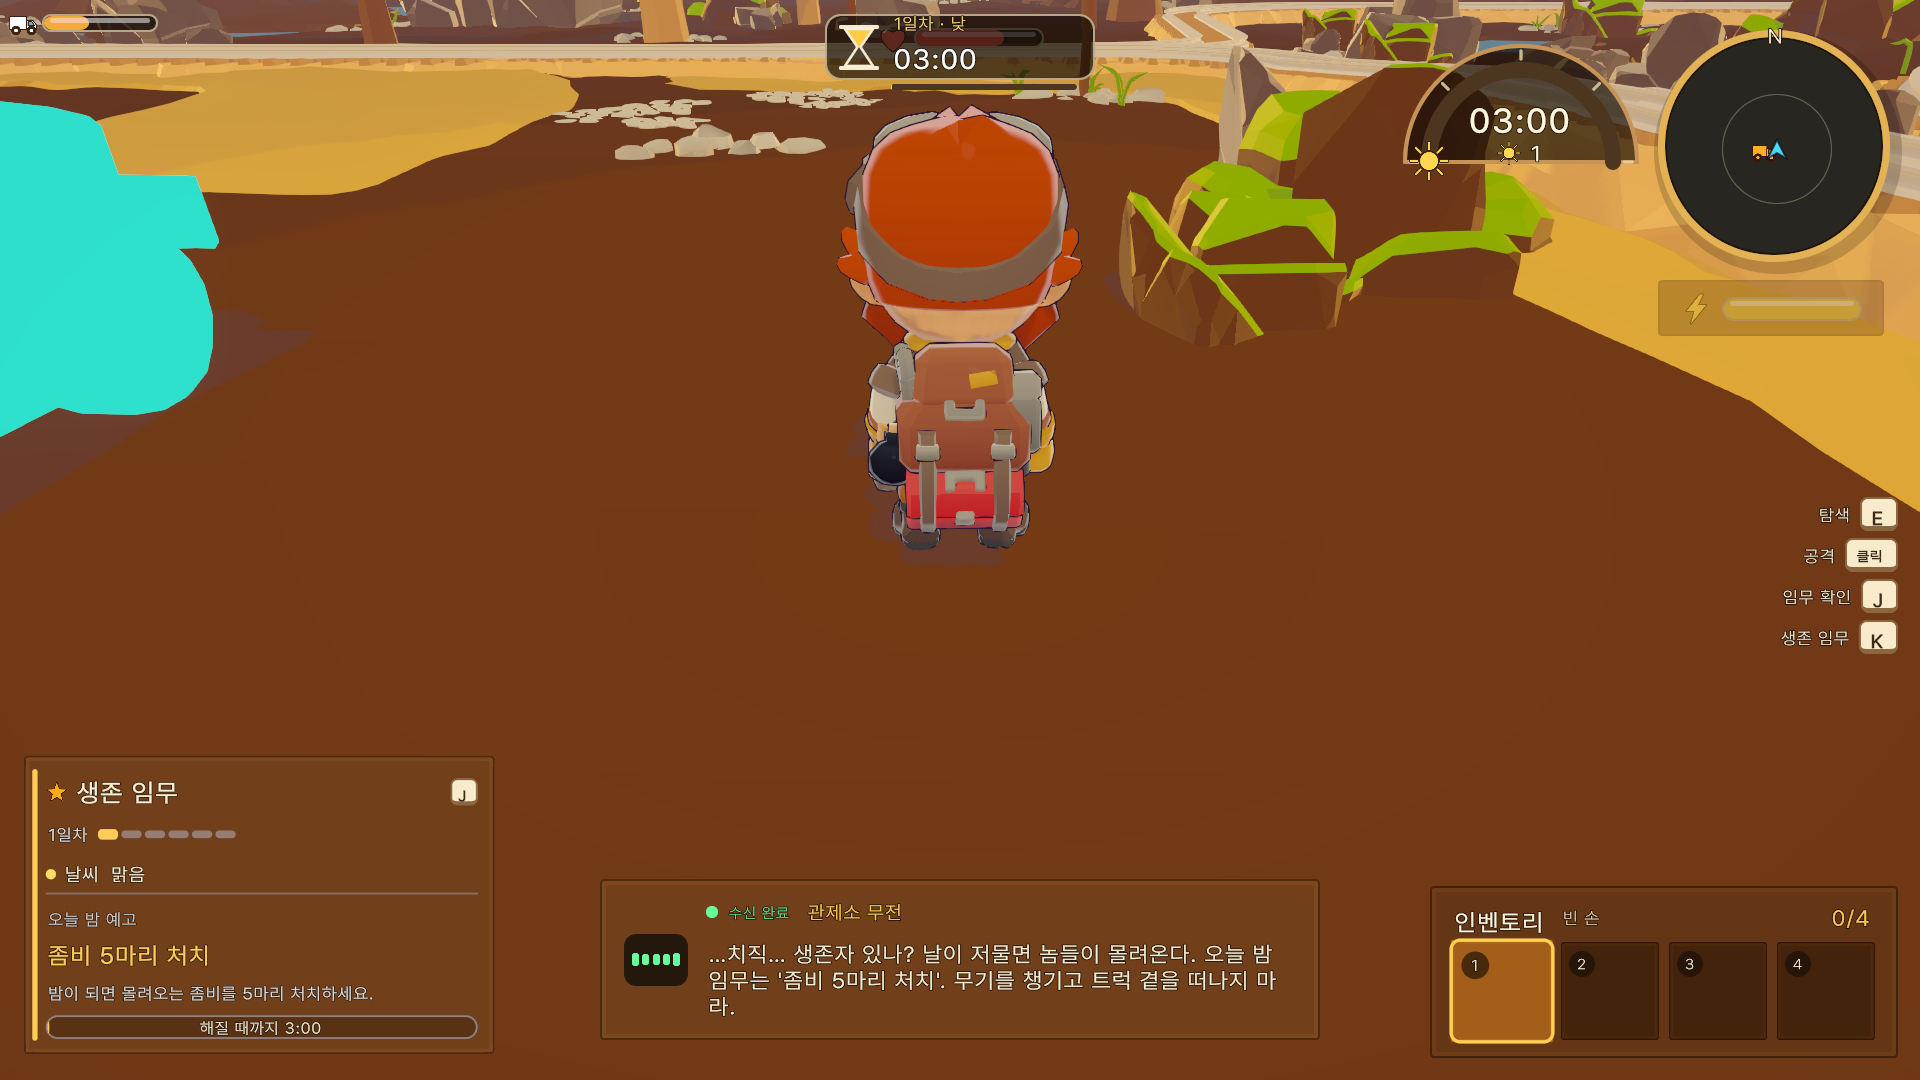 1일차 · 낮
03:00
N
03:00
1
탐색 E
공격 클릭
임무 확인 J
생존 임무 K
생존 임무 J
1일차
날씨 맑음
오늘 밤 예고
좀비 5마리 처치
밤이 되면 몰려오는 좀비를 5마리 처치하세요.
해질 때까지 3:00
수신 완료 관제소 무전
...치직... 생존자 있나? 날이 저물면 놈들이 몰려온다. 오늘 밤
임무는 '좀비 5마리 처치'. 무기를 챙기고 트럭 곁을 떠나지 마
라.
인벤토리 빈 손 0/4
1 2 3 4